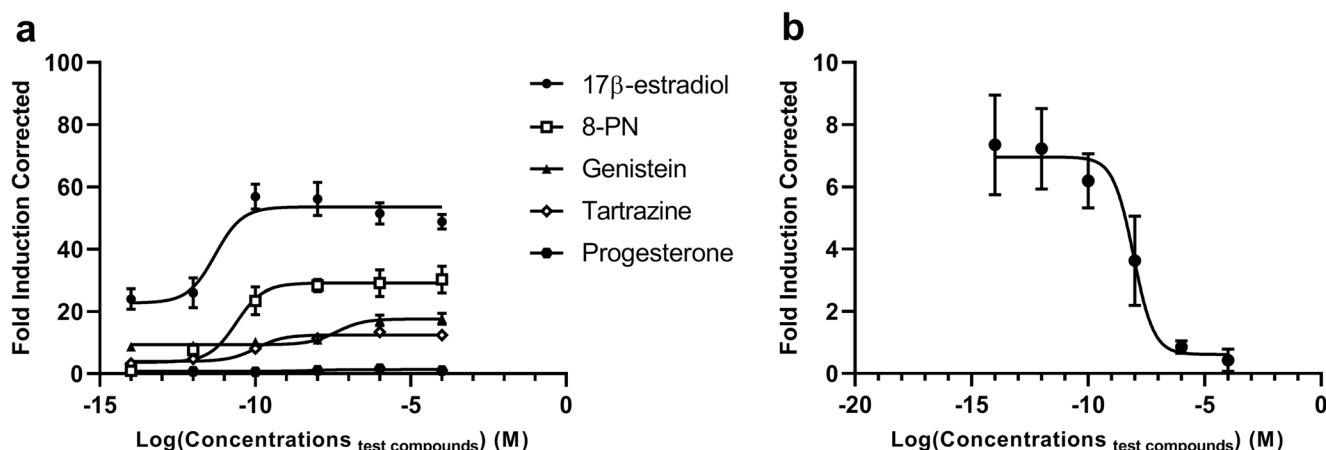 a
Fold Induction Corrected
100
80
60
40
20
0
-15
-10
-5
0
Log(Concentrations test compounds) (M)
17β-estradiol
8-PN
Genistein
Tartrazine
Progesterone
b
Fold Induction Corrected
10
8
6
4
2
0
-20
-15
-10
-5
0
Log(Concentrations test compounds) (M)